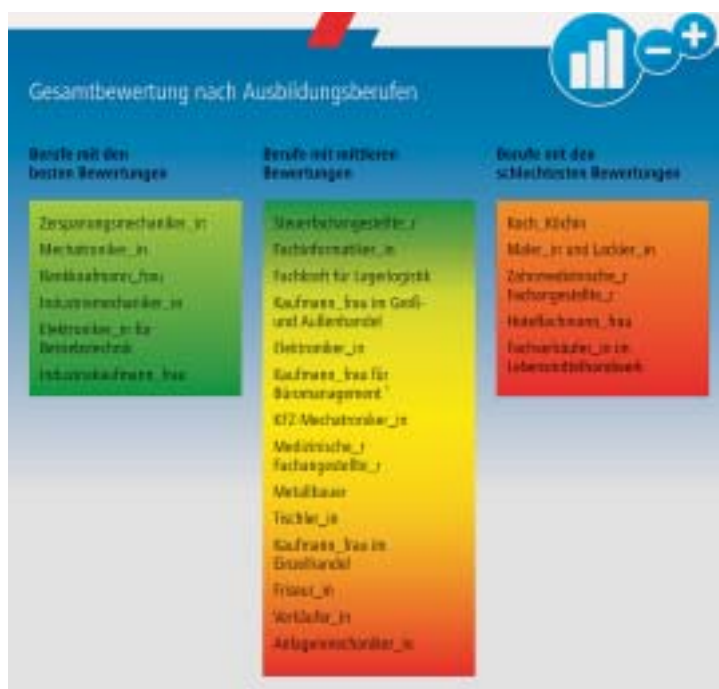 Gesamtbewertung nach Ausbildungsberufen
Berufe mit den
besten Bewertungen
Zerspanungsmechaniker_in
Mechatroniker_in
Bankkaufmann_frau
Industriemechaniker_in
Elektroniker_in für
Betriebstechnik
Industriekaufmann_frau
Berufe mit mittleren
Bewertungen
Steuerfachangestellte_r
Fachinformatiker_in
Fachkraft für Lagerlogistik
Kaufmann_frau im Groß-
und Außenhandel
Elektroniker_in
Kaufmann_frau für
Büromanagement
KFZ-Mechatroniker_in
Medizinische_r
Fachangestellte_r
Metallbauer
Tischler_in
Kaufmann_frau im
Einzelhandel
Friseur_in
Verkäufer_in
Anlagenmechaniker_in
Berufe mit den
schlechtesten Bewertungen
Koch_Köchin
Maler_in und Lackier_in
Zahnmedizinische_r
Fachangestellte_r
Hotelfachmann_frau
Fachverkäufer_in im
Lebensmittelhandwerk